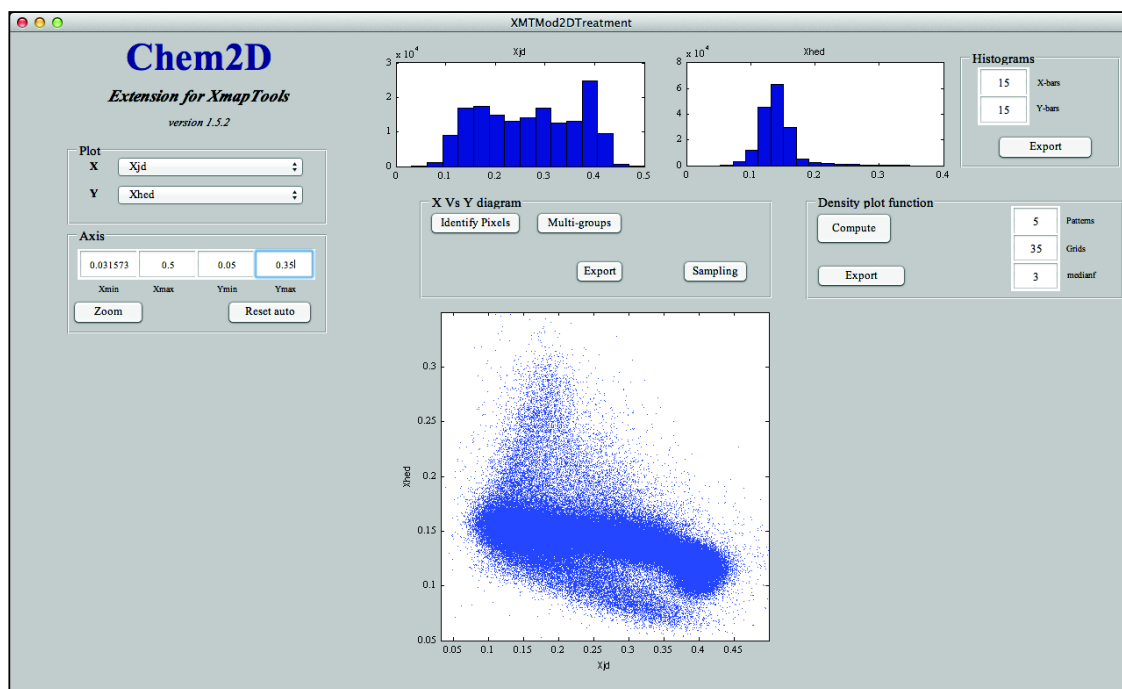 XMTMod2DTreatment
Chem2D
Extension for XmapTools
version 1.5.2
Plot
X Xjd
Y Xhed
Axis
0.031573 0.5 0.05 0.35
Xmin Xmax Ymin Ymax
Zoom Reset auto
x 10^4 Xjd
3
2
1
0
0 0.1 0.2 0.3 0.4 0.5
x 10^4 Xhed
8
6
4
2
0
0 0.1 0.2 0.3 0.4
Histograms
15 X-bars
15 Y-bars
Export
X Vs Y diagram
Identify Pixels Multi-groups
Export Sampling
Density plot function
Compute 5 Patterns
35 Grids
Export 3 medianf
0.3
0.25
0.2
0.15
0.1
0.05
Xhed
0.05 0.1 0.15 0.2 0.25 0.3 0.35 0.4 0.45
Xjd